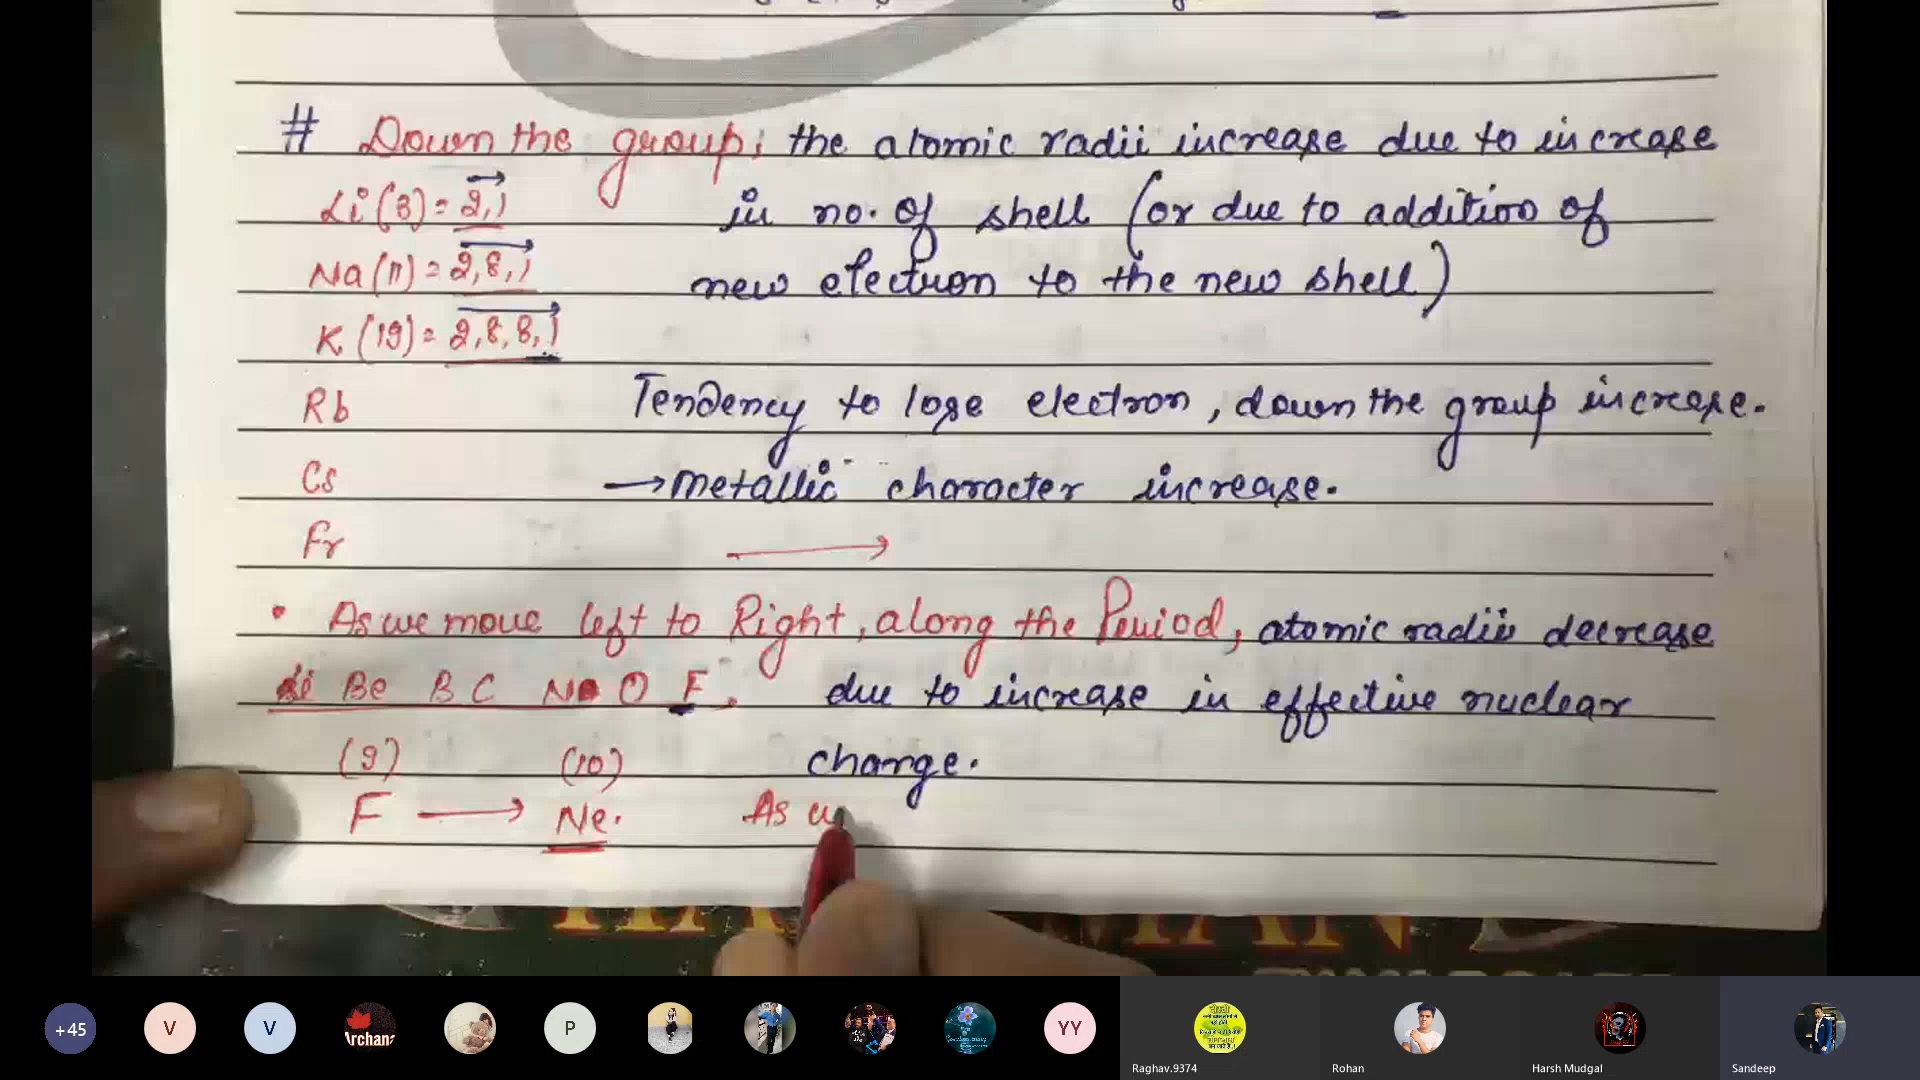 # Down the group, the atomic radii increase due to increase
Li (3) = 2,1 in no. of shell (or due to addition of
Na (11) = 2,8,1 new electron to the new shell)
K (19) = 2,8,8,1
Rb Tendency to lose electron, down the group increase.
Cs → metallic character increase.
Fr
• As we move left to Right, along the Period, atomic radii decrease
Li Be B C N O F. due to increase in effective nuclear
(9) (10) charge.
F → Ne. As w
+45 V V Archana P YY
Raghav.9374 Rohan Harsh Mudgal Sandeep